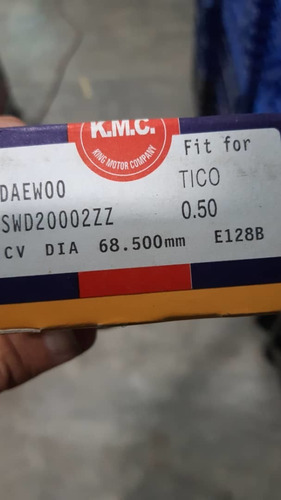 K.M.C.
KING MOTOR COMPANY
Fit for
DAEWOO TICO
SWD20002ZZ 0.50
CV DIA 68.500mm E128B